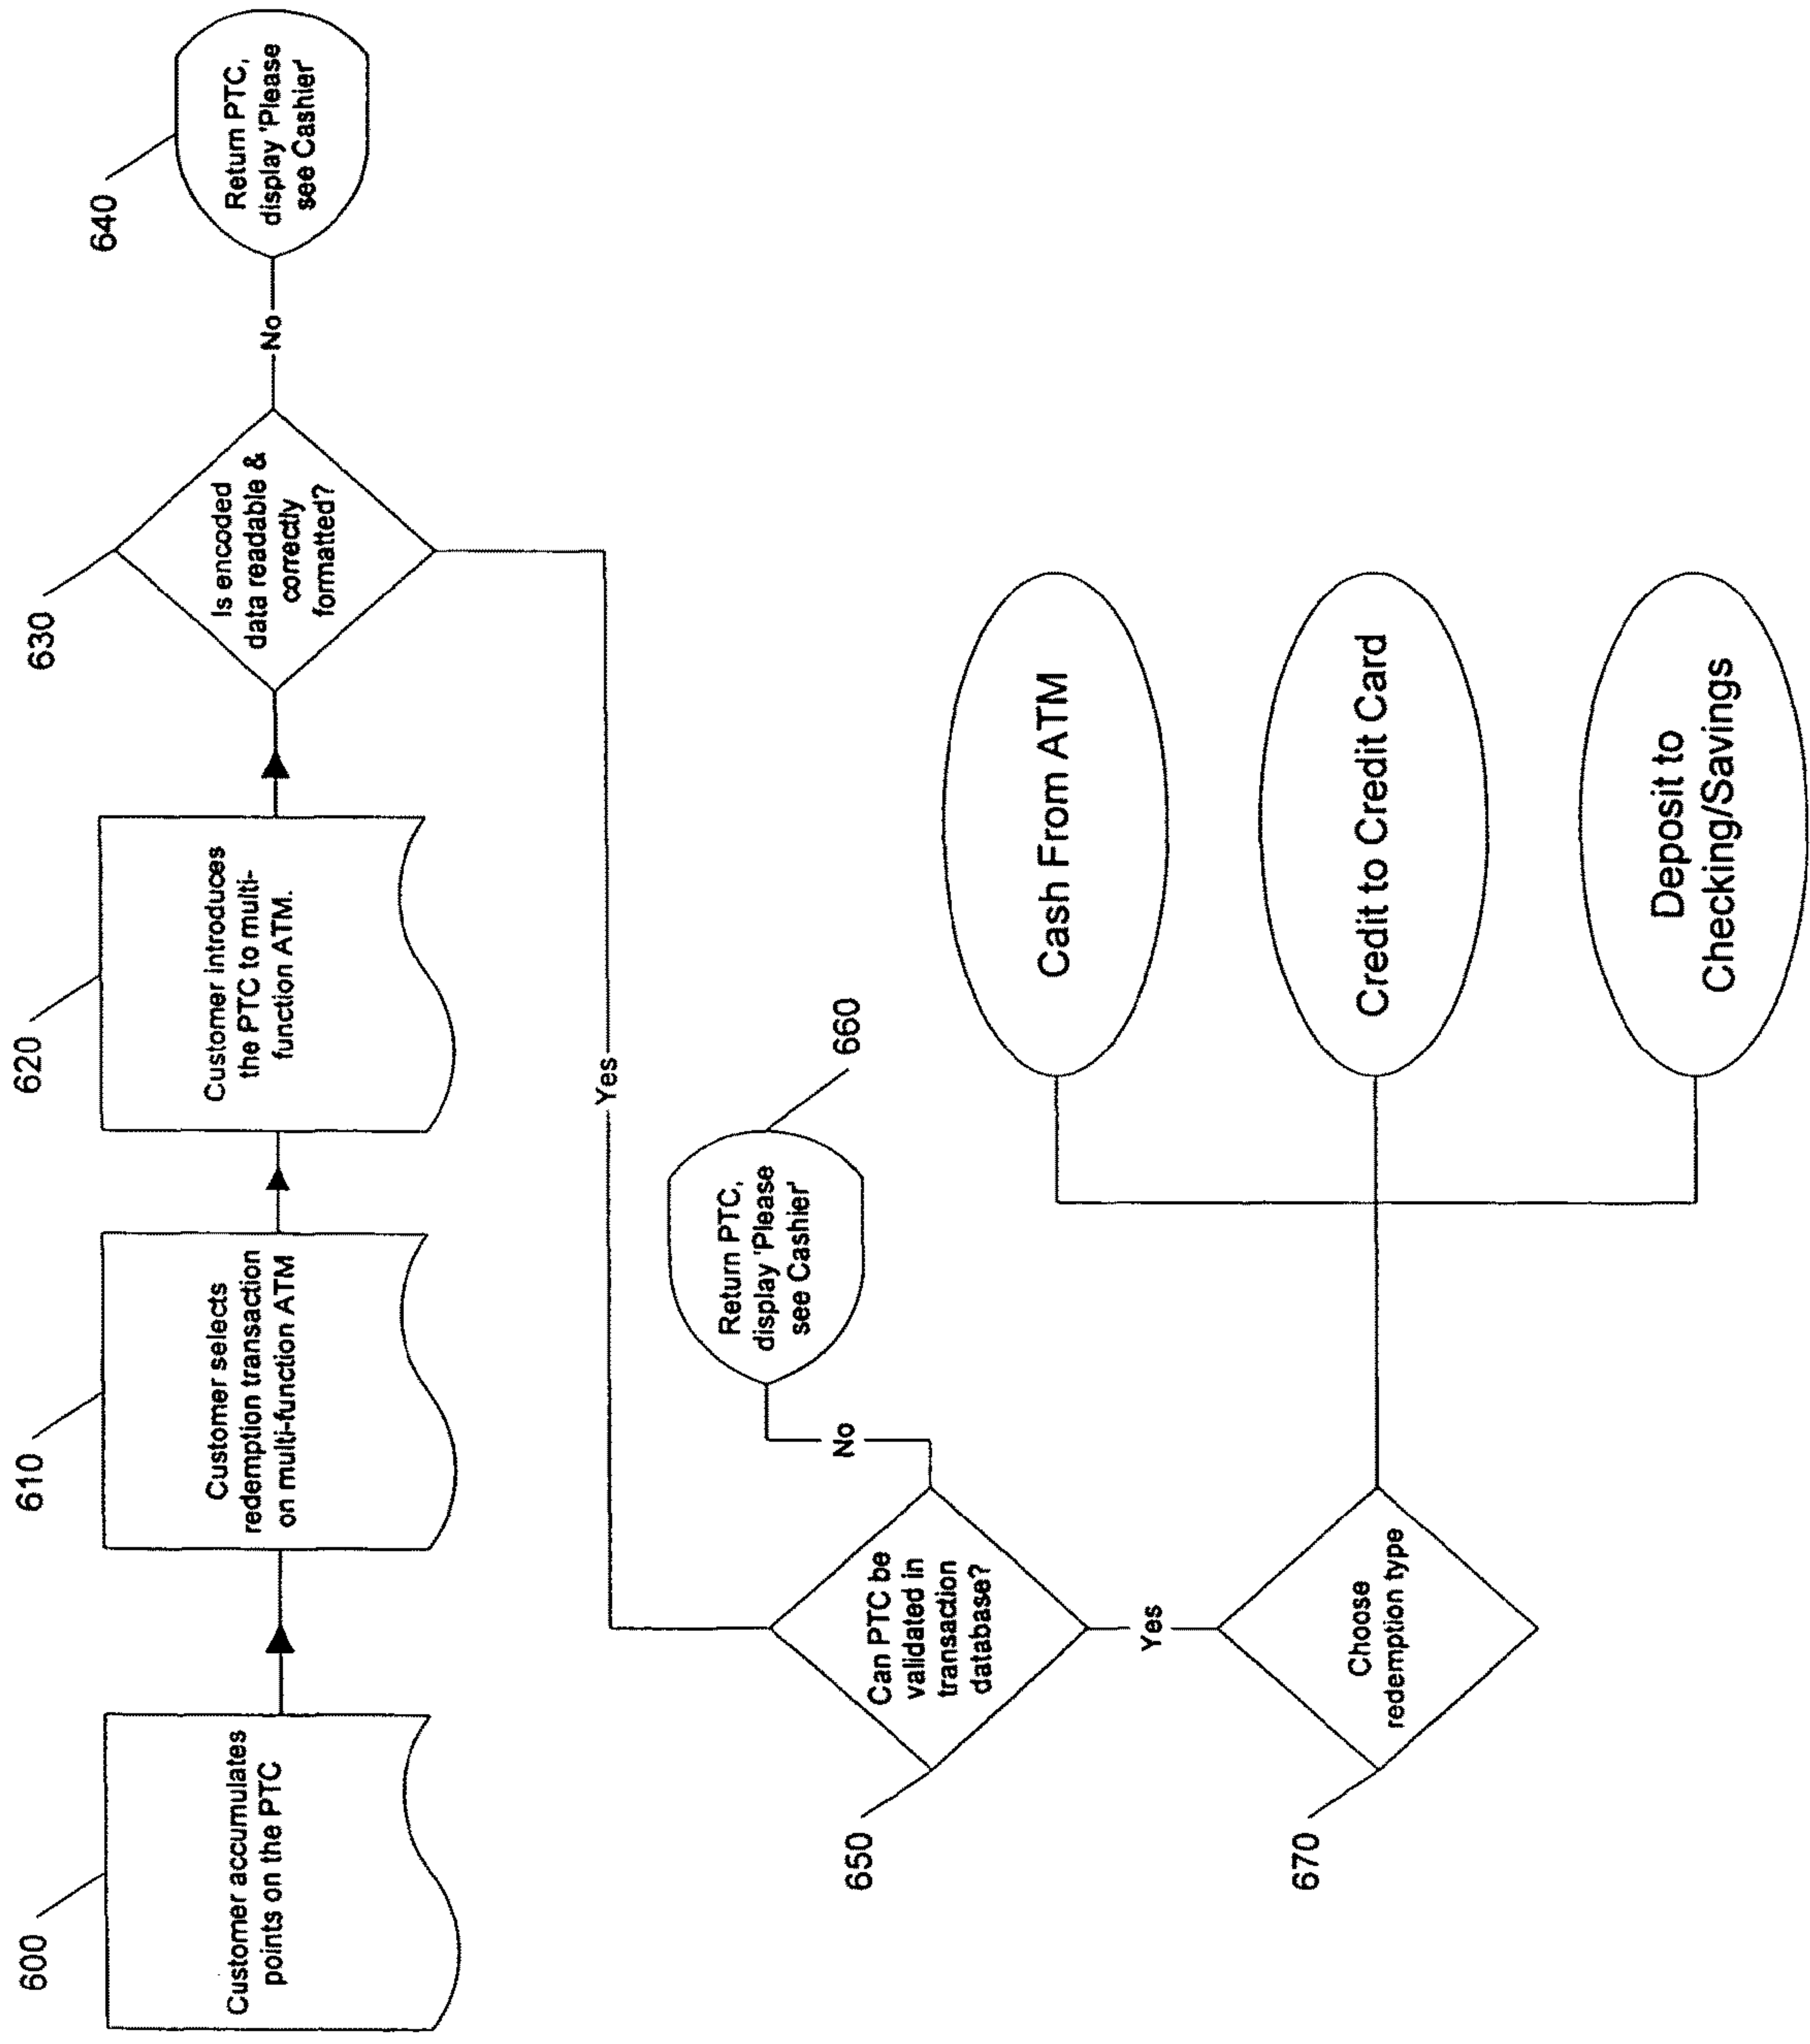 600
Customer accumulates
points on the PTC
610
Customer selects
redemption transaction
on multi-function ATM
620
Customer introduces
the PTC to multi-
function ATM.
630
Is encoded
data readable &
correctly
formatted?
No
640
Return PTC,
display 'Please
see Cashier'
Yes
650
Can PTC be
validated in
transaction
database?
No
660
Return PTC,
display 'Please
see Cashier'
Yes
670
Choose
redemption type
Cash From ATM
Credit to Credit Card
Deposit to
Checking/Savings